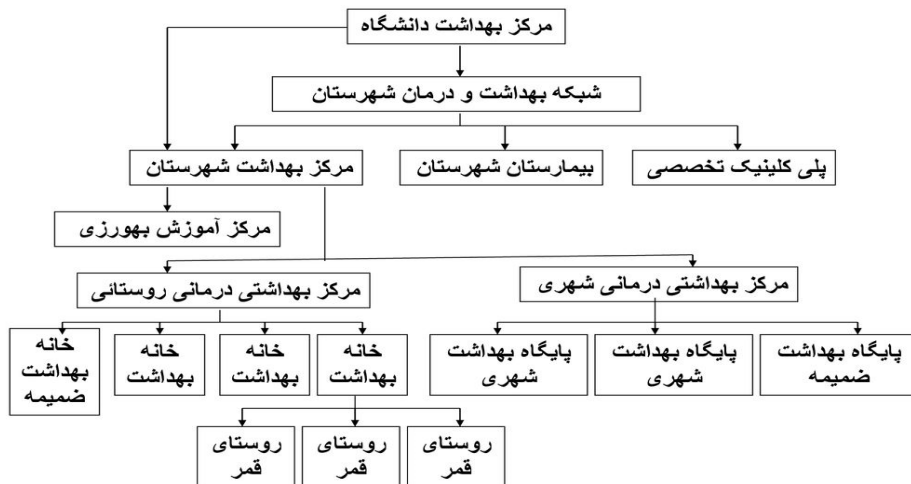 مرکز بهداشت دانشگاه
شبکه بهداشت و درمان شهرستان
پلی کلینیک تخصصی
بیمارستان شهرستان
مرکز بهداشت شهرستان
مرکز آموزش بهورزی
مرکز بهداشتی درمانی شهری
مرکز بهداشتی درمانی روستائی
پایگاه بهداشت
ضمیمه
پایگاه بهداشت
شهری
پایگاه بهداشت
شهری
خانه
بهداشت
خانه
بهداشت
خانه
بهداشت
خانه
بهداشت
ضمیمه
روستای
قمر
روستای
قمر
روستای
قمر